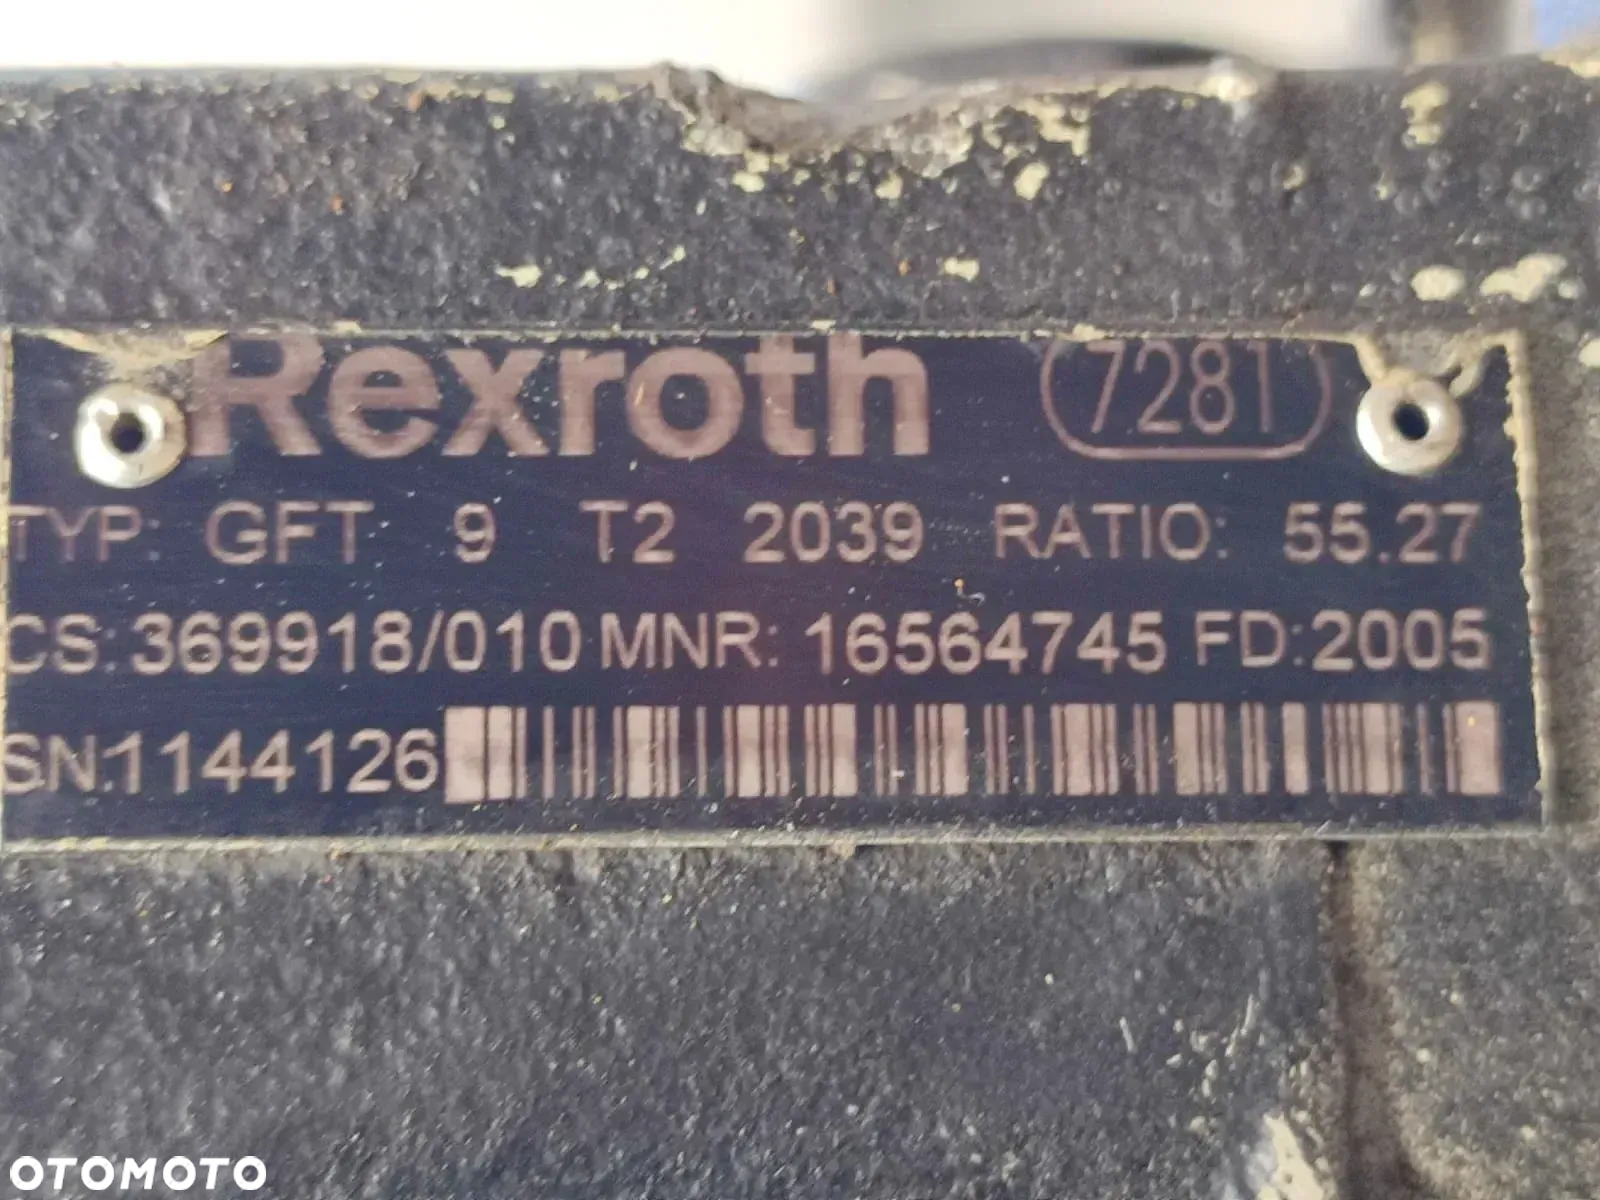 Rexroth 7281
TYP: GFT 9 T2 2039 RATIO: 55.27
CS: 369918/010 MNR: 16564745 FD:2005
SN:1144126
OTOMOTO